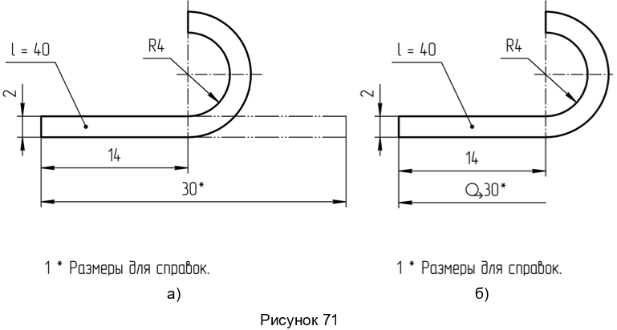 l = 40
R4
2
14
30*
1 * Размеры для справок.
а)
l = 40
R4
2
14
30*
1 * Размеры для справок.
б)
Рисунок 71